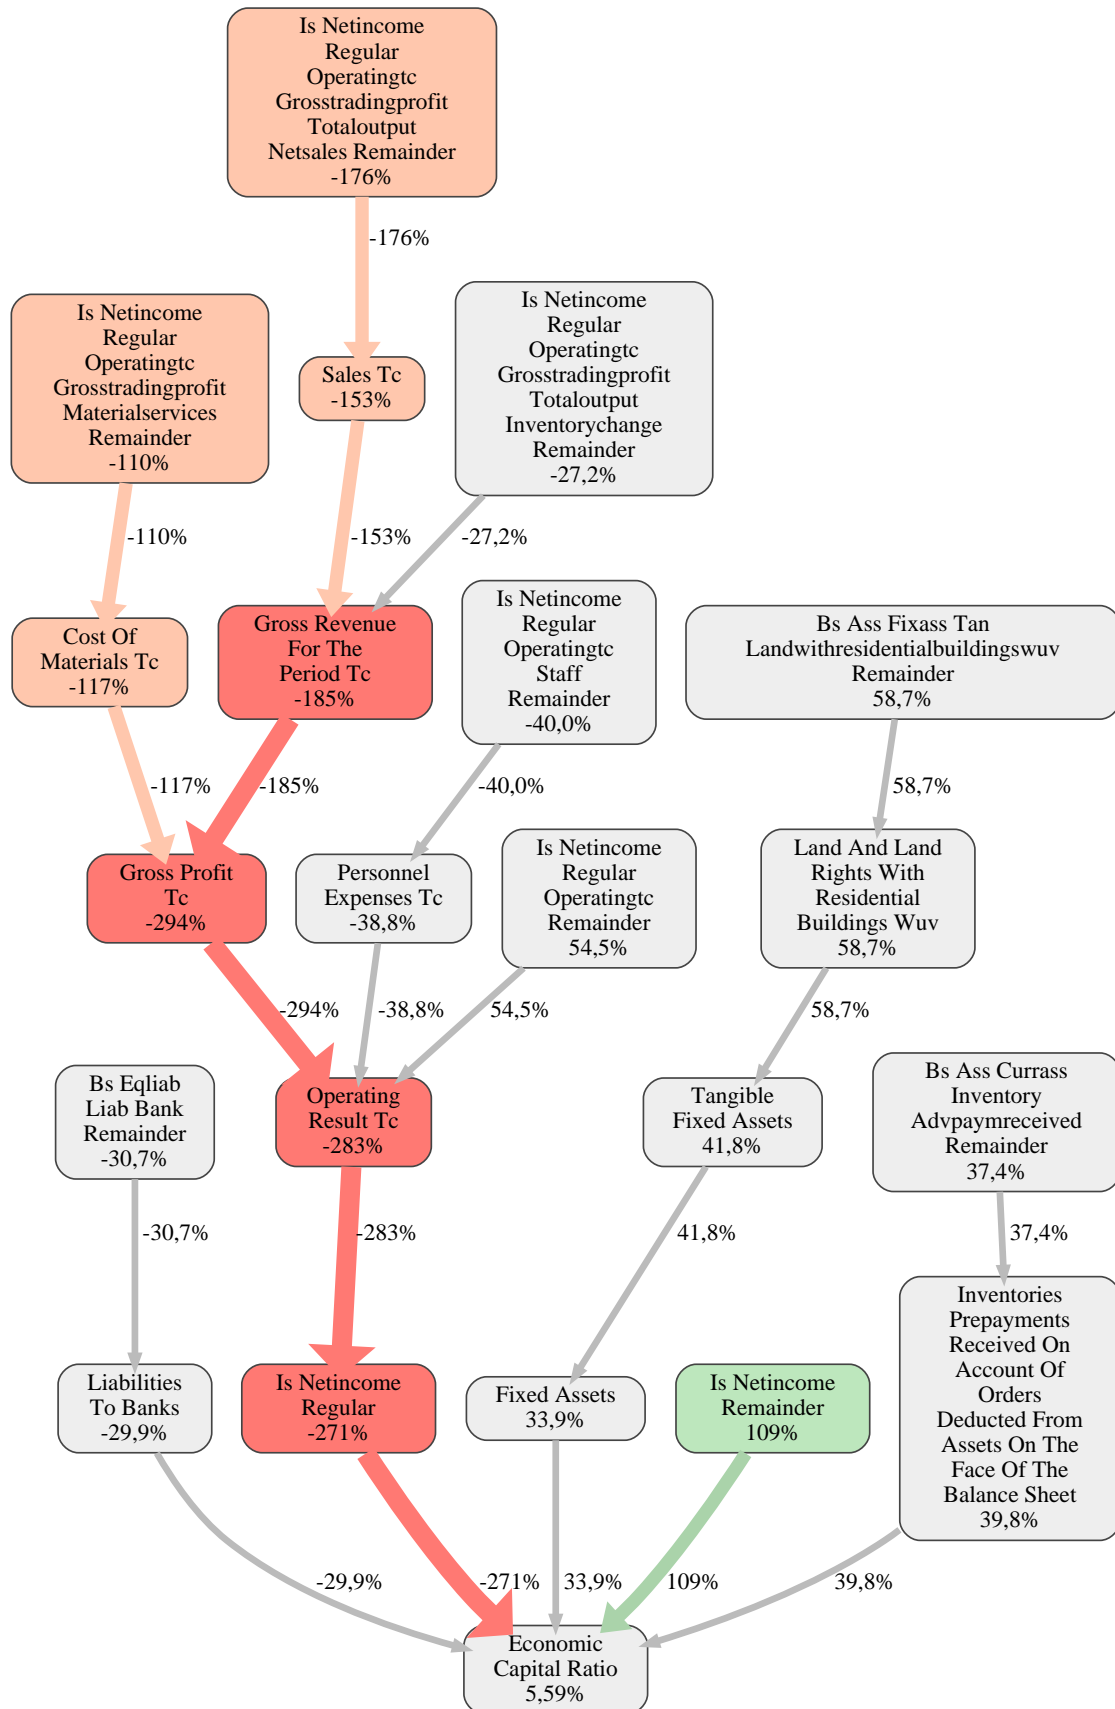 Is Netincome
Regular
Operatingtc
Grosstradingprofit
Totaloutput
Netsales Remainder
-176%
-176%
Is Netincome
Regular
Operatingtc
Grosstradingprofit
Materialservices
Remainder
-110%
Sales Tc
-153%
Is Netincome
Regular
Operatingtc
Grosstradingprofit
Totaloutput
Inventorychange
Remainder
-27,2%
-110%
-153%
-27,2%
Cost Of
Materials Tc
-117%
Gross Revenue
For The
Period Tc
-185%
Is Netincome
Regular
Operatingtc
Staff
Remainder
-40,0%
Bs Ass Fixass Tan
Landwithresidentialbuildingswuv
Remainder
58,7%
-117%
-185%
-40,0%
58,7%
Gross Profit
Tc
-294%
Personnel
Expenses Tc
-38,8%
Is Netincome
Regular
Operatingtc
Remainder
54,5%
Land And Land
Rights With
Residential
Buildings Wuv
58,7%
-294%
-38,8%
54,5%
58,7%
Bs Eqliab
Liab Bank
Remainder
-30,7%
Operating
Result Tc
-283%
Tangible
Fixed Assets
41,8%
Bs Ass Currass
Inventory
Advpaymreceived
Remainder
37,4%
-30,7%
-283%
41,8%
37,4%
Liabilities
To Banks
-29,9%
Is Netincome
Regular
-271%
Fixed Assets
33,9%
Is Netincome
Remainder
109%
Inventories
Prepayments
Received On
Account Of
Orders
Deducted From
Assets On The
Face Of The
Balance Sheet
39,8%
-29,9%
-271%
33,9%
109%
39,8%
Economic
Capital Ratio
5,59%